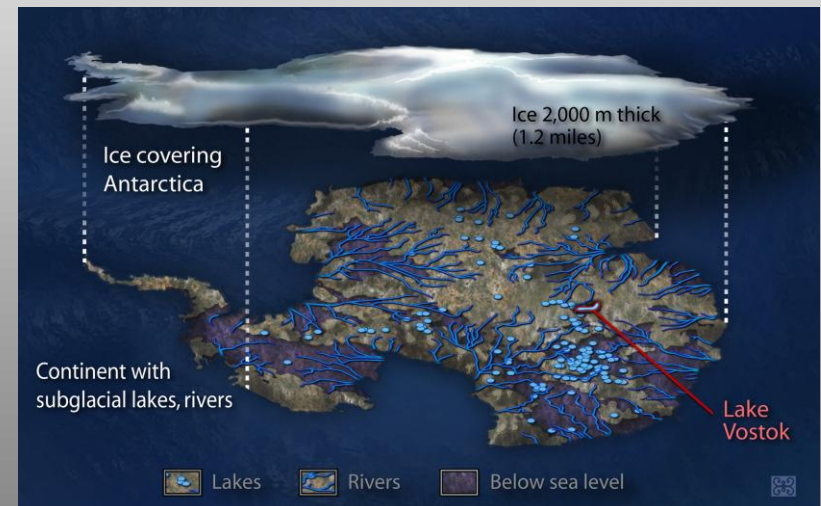 Ice 2,000 m thick
(1.2 miles)
Ice covering
Antarctica
Continent with
subglacial lakes, rivers
Lake
Vostok
Lakes
Rivers
Below sea level